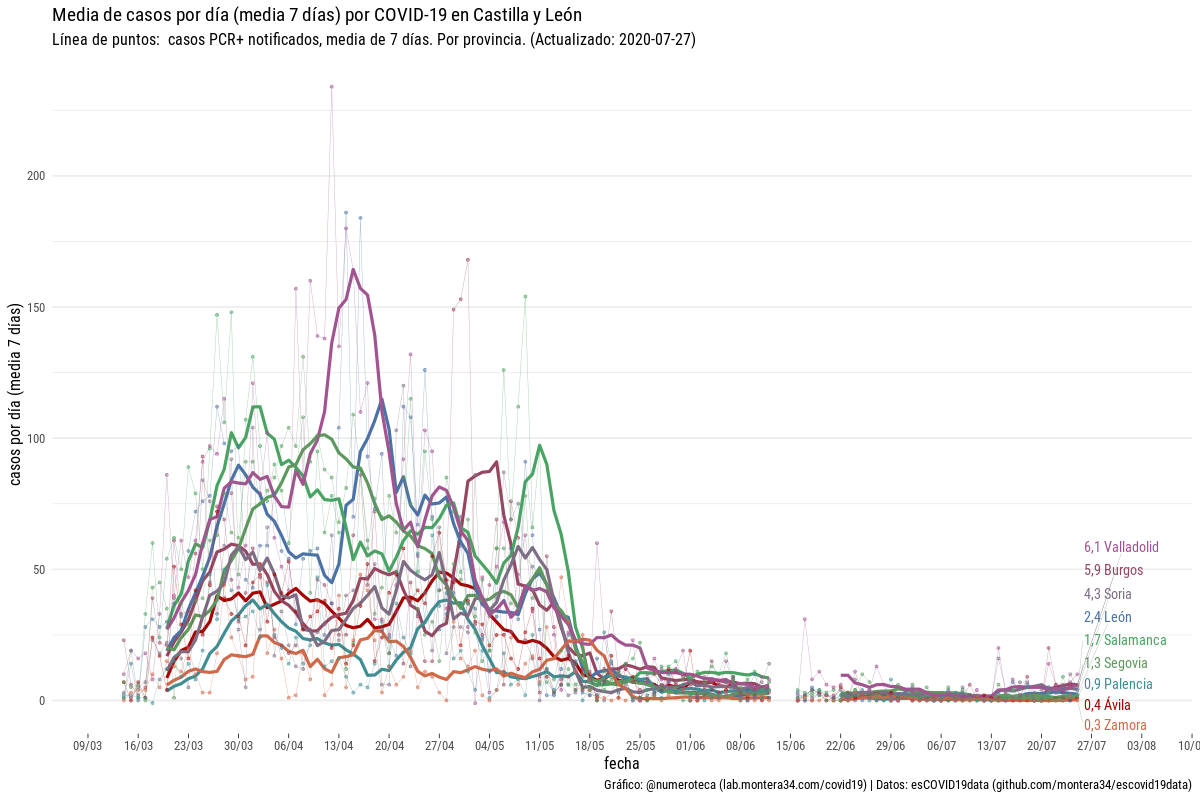 Media de casos por día (media 7 días) por COVID-19 en Castilla y León
Línea de puntos:  casos PCR+ notificados, media de 7 días. Por provincia. (Actualizado: 2020-07-27)
casos por día (media 7 días)
200
150
100
50
0
6,1 Valladolid
5,9 Burgos
4,3 Soria
2,4 León
1,7 Salamanca
1,3 Segovia
0,9 Palencia
0,4 Ávila
0,3 Zamora
09/03 16/03 23/03 30/03 06/04 13/04 20/04 27/04 04/05 11/05 18/05 25/05 01/06 08/06 15/06 22/06 29/06 06/07 13/07 20/07 27/07 03/08 10/0
fecha
Gráfico: @numeroteca (lab.montera34.com/covid19) | Datos: esCOVID19data (github.com/montera34/escovid19data)